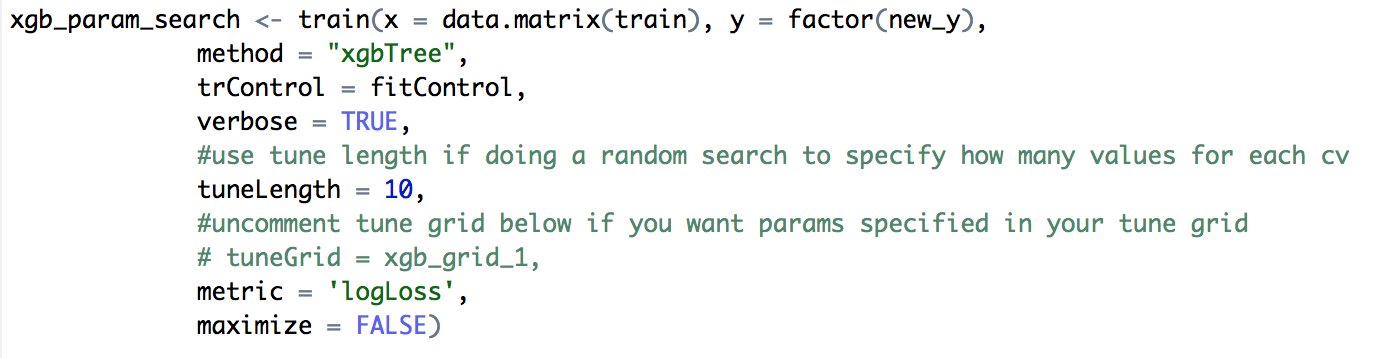 xgb_param_search <- train(x = data.matrix(train), y = factor(new_y),
method = "xgbTree",
trControl = fitControl,
verbose = TRUE,
#use tune length if doing a random search to specify how many values for each cv
tuneLength = 10,
#uncomment tune grid below if you want params specified in your tune grid
# tuneGrid = xgb_grid_1,
metric = 'logLoss',
maximize = FALSE)